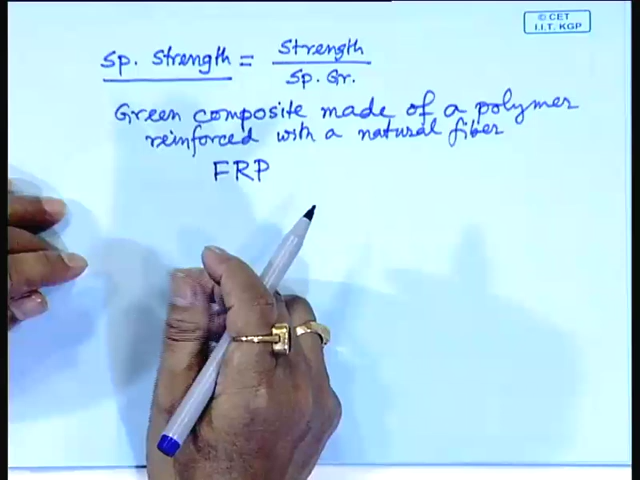 © CET
I.I.T. KGP
Sp. Strength = Strength
Sp. Gr.
Green composite made of a polymer
reinforced with a natural fiber
FRP